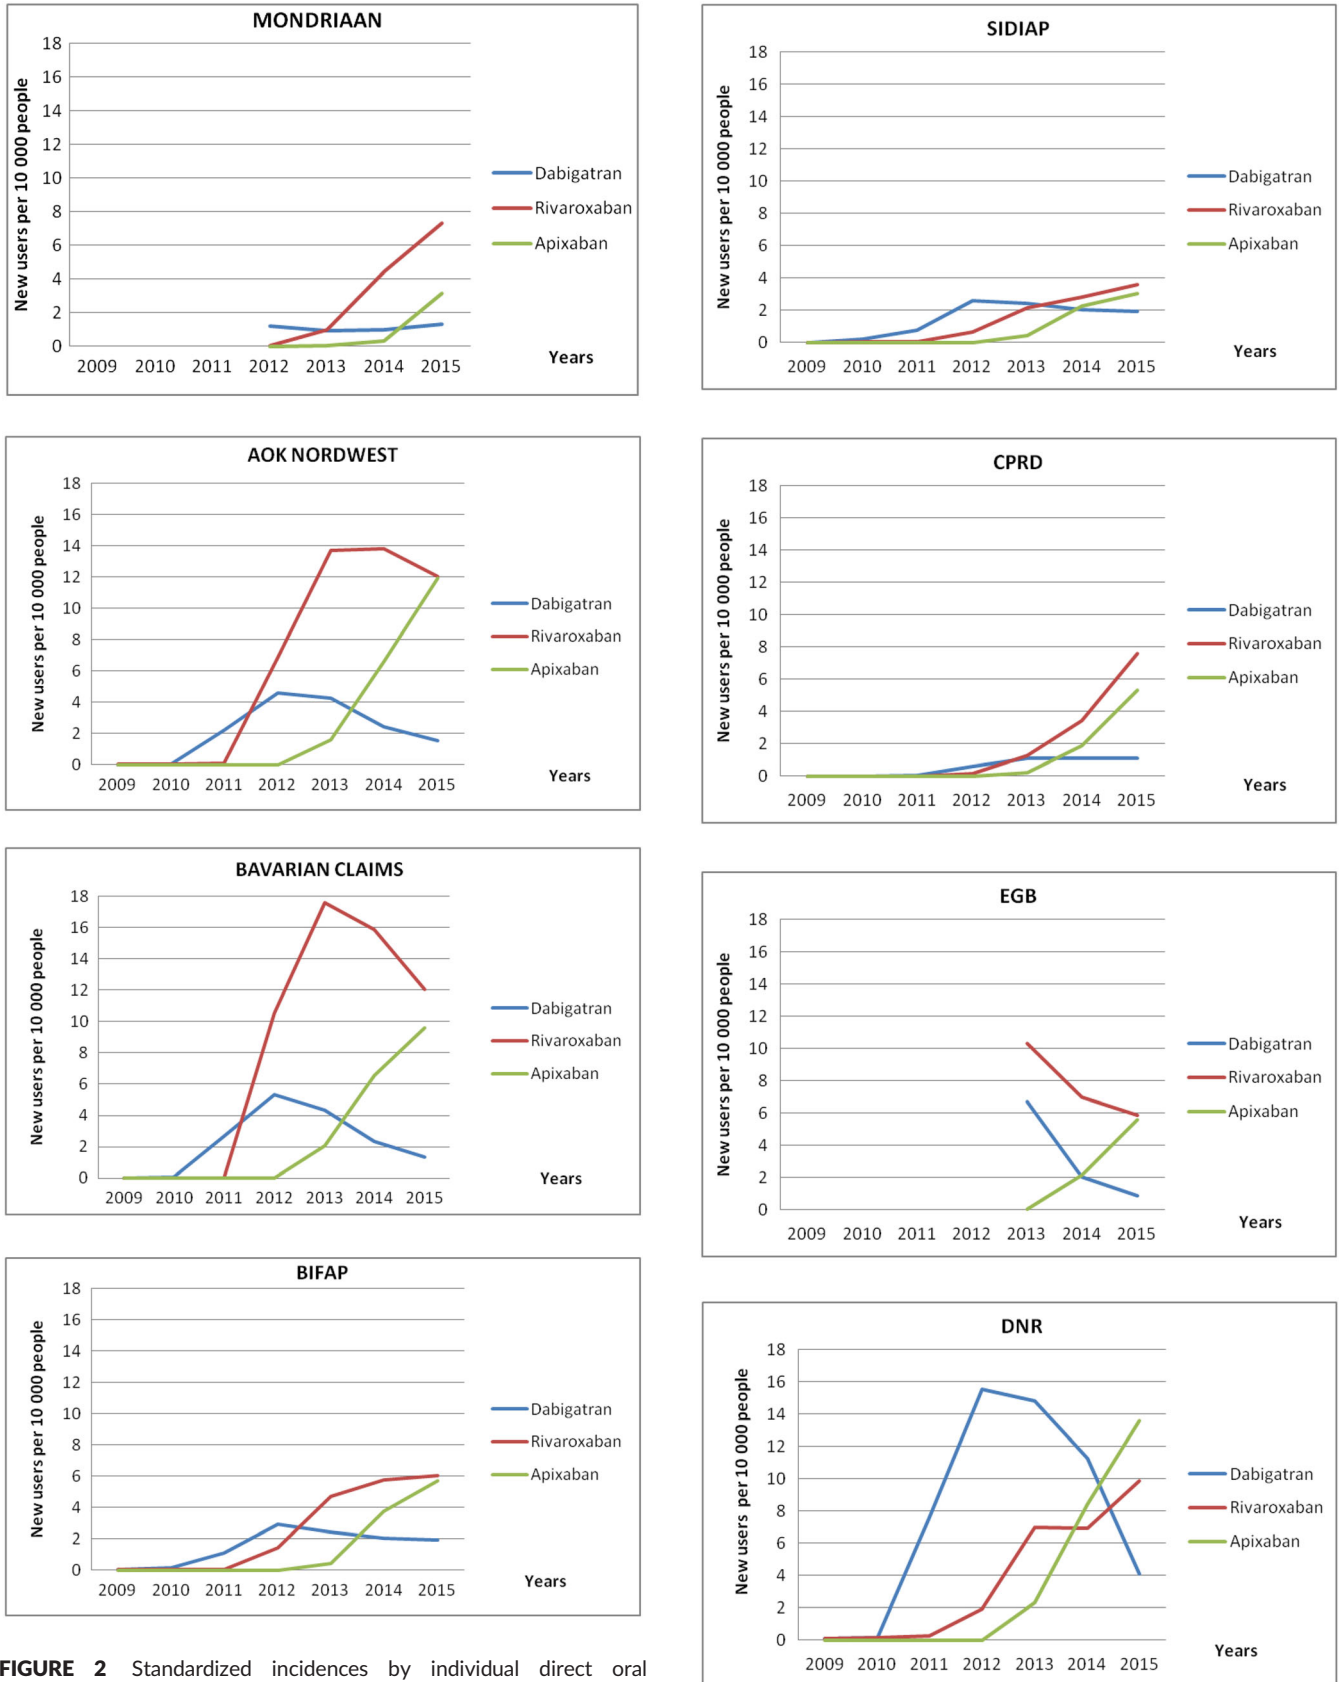 MONDRIAAN
New users per 10 000 people
18
16
14
12
10
8
6
4
2
0
2009 2010 2011 2012 2013 2014 2015
Years
Dabigatran
Rivaroxaban
Apixaban
AOK NORDWEST
New users per 10 000 people
18
16
14
12
10
8
6
4
2
0
2009 2010 2011 2012 2013 2014 2015
Years
Dabigatran
Rivaroxaban
Apixaban
BAVARIAN CLAIMS
New users per 10 000 people
18
16
14
12
10
8
6
4
2
0
2009 2010 2011 2012 2013 2014 2015
Years
Dabigatran
Rivaroxaban
Apixaban
BIFAP
New users per 10 000 people
18
16
14
12
10
8
6
4
2
0
2009 2010 2011 2012 2013 2014 2015
Years
Dabigatran
Rivaroxaban
Apixaban
FIGURE 2 Standardized incidences by individual direct oral
SIDIAP
New users per 10 000 people
18
16
14
12
10
8
6
4
2
0
2009 2010 2011 2012 2013 2014 2015
Years
Dabigatran
Rivaroxaban
Apixaban
CPRD
New users per 10 000 people
18
16
14
12
10
8
6
4
2
0
2009 2010 2011 2012 2013 2014 2015
Years
Dabigatran
Rivaroxaban
Apixaban
EGB
New users per 10 000 people
18
16
14
12
10
8
6
4
2
0
2009 2010 2011 2012 2013 2014 2015
Years
Dabigatran
Rivaroxaban
Apixaban
DNR
New users per 10 000 people
18
16
14
12
10
8
6
4
2
0
2009 2010 2011 2012 2013 2014 2015
Years
Dabigatran
Rivaroxaban
Apixaban